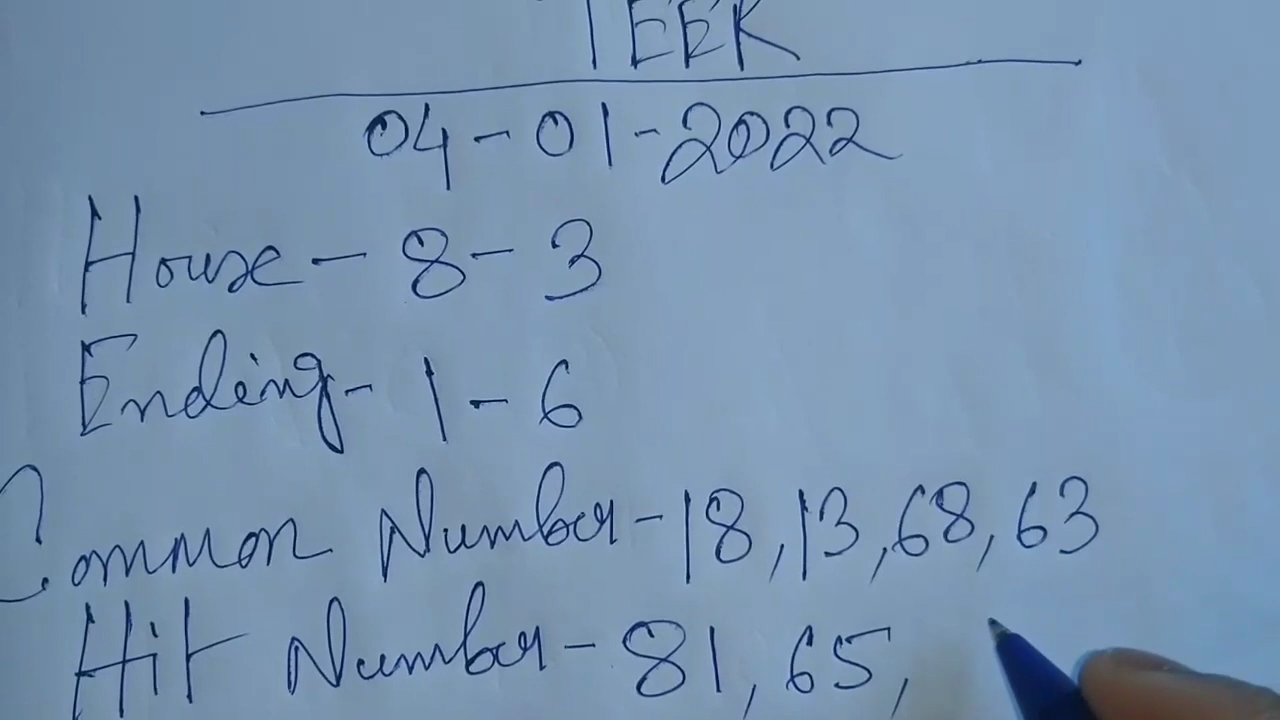 TEER
04-01-2022
House - 8 - 3
Ending - 1 - 6
Common Number - 18, 13, 68, 63
Hit Number - 81, 65,